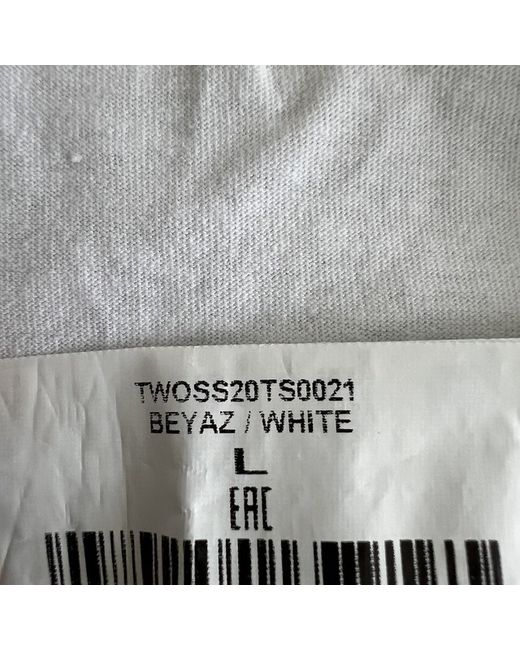 TWOSS20TS0021
BEYAZ / WHITE
L
EAC